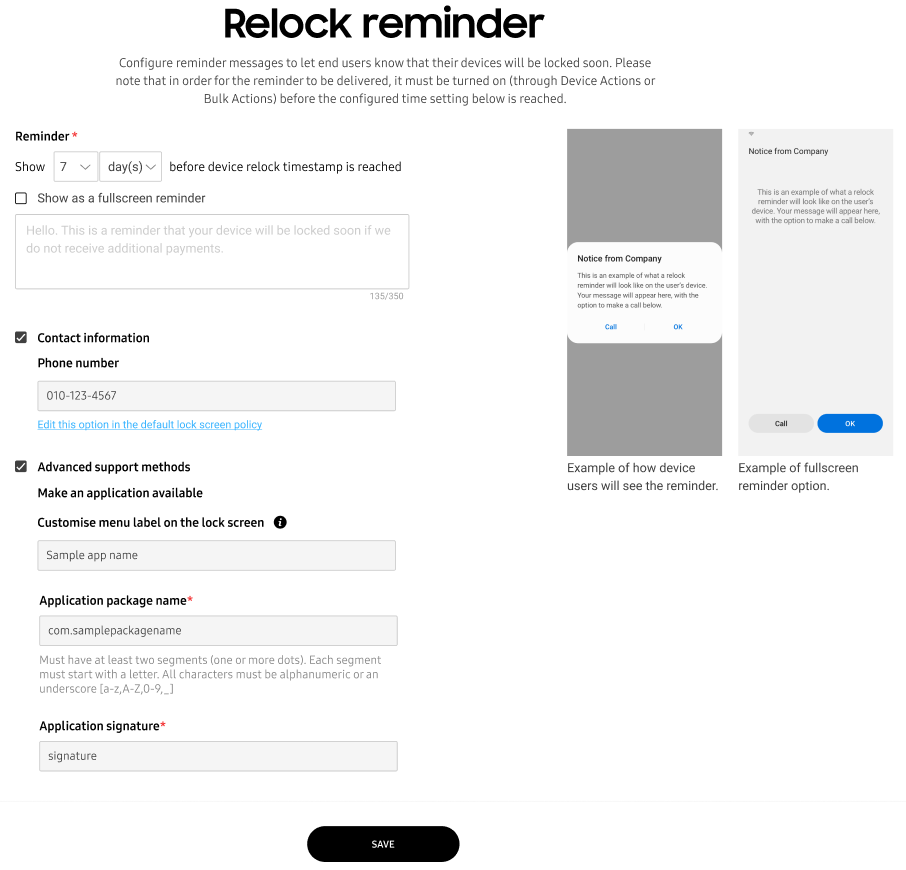 Relock reminder
Configure reminder messages to let end users know that their devices will be locked soon. Please
note that in order for the reminder to be delivered, it must be turned on (through Device Actions or
Bulk Actions) before the configured time setting below is reached.
Reminder *
Show 7 day(s) before device relock timestamp is reached
Show as a fullscreen reminder
Hello. This is a reminder that your device will be locked soon if we
do not receive additional payments.
135/350
Contact information
Phone number
010-123-4567
Edit this option in the default lock screen policy
Advanced support methods
Make an application available
Customise menu label on the lock screen i
Sample app name
Application package name*
com.samplepackagename
Must have at least two segments (one or more dots). Each segment
must start with a letter. All characters must be alphanumeric or an
underscore [a-z,A-Z,0-9,_]
Application signature*
signature
Notice from Company
This is an example of what a relock
reminder will look like on the user's device.
Your message will appear here, with the
option to make a call below.
Call OK
Example of how device
users will see the reminder.
Notice from Company
This is an example of what a relock
reminder will look like on the user's
device. Your message will appear here,
with the option to make a call below.
Call OK
Example of fullscreen
reminder option.
SAVE